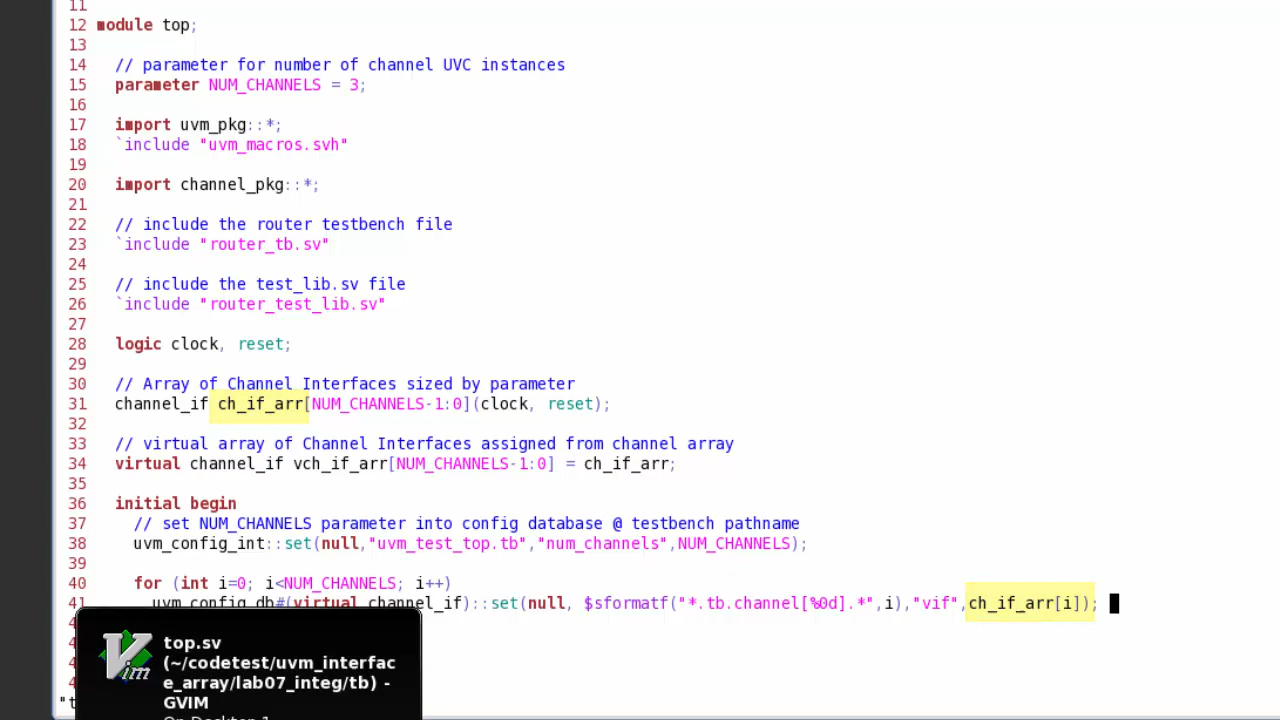 11
12 module top;
13
14   // parameter for number of channel UVC instances
15   parameter NUM_CHANNELS = 3;
16
17   import uvm_pkg::*;
18   `include "uvm_macros.svh"
19
20   import channel_pkg::*;
21
22   // include the router testbench file
23   `include "router_tb.sv"
24
25   // include the test_lib.sv file
26   `include "router_test_lib.sv"
27
28   logic clock, reset;
29
30   // Array of Channel Interfaces sized by parameter
31   channel_if ch_if_arr[NUM_CHANNELS-1:0](clock, reset);
32
33   // virtual array of Channel Interfaces assigned from channel array
34   virtual channel_if vch_if_arr[NUM_CHANNELS-1:0] = ch_if_arr;
35
36   initial begin
37     // set NUM_CHANNELS parameter into config database @ testbench pathname
38     uvm_config_int::set(null,"uvm_test_top.tb","num_channels",NUM_CHANNELS);
39
40     for (int i=0; i<NUM_CHANNELS; i++)
41       uvm_config_db#(virtual channel_if)::set(null, $sformatf("*.tb.channel[%0d].*",i),"vif",ch_if_arr[i]);
top.sv
(~/codetest/uvm_interfac
e_array/lab07_integ/tb) -
GVIM
On Desktop 1